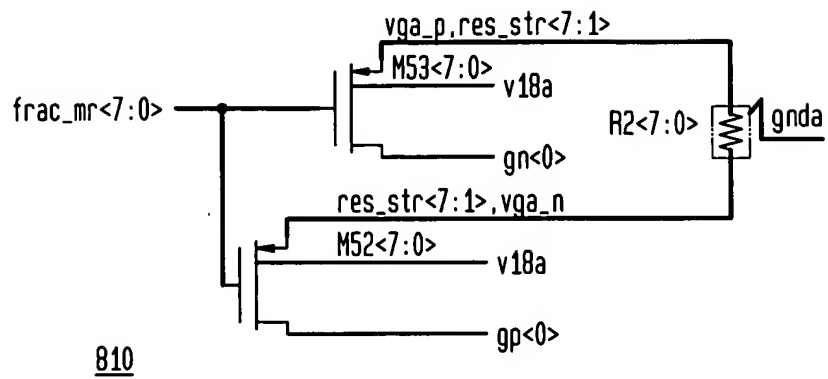 vga_p,res_str<7:1>
M53<7:0>
v18a
frac_mr<7:0>
R2<7:0>
gnda
gn<0>
res_str<7:1>,vga_n
M52<7:0>
v18a
gp<0>
810